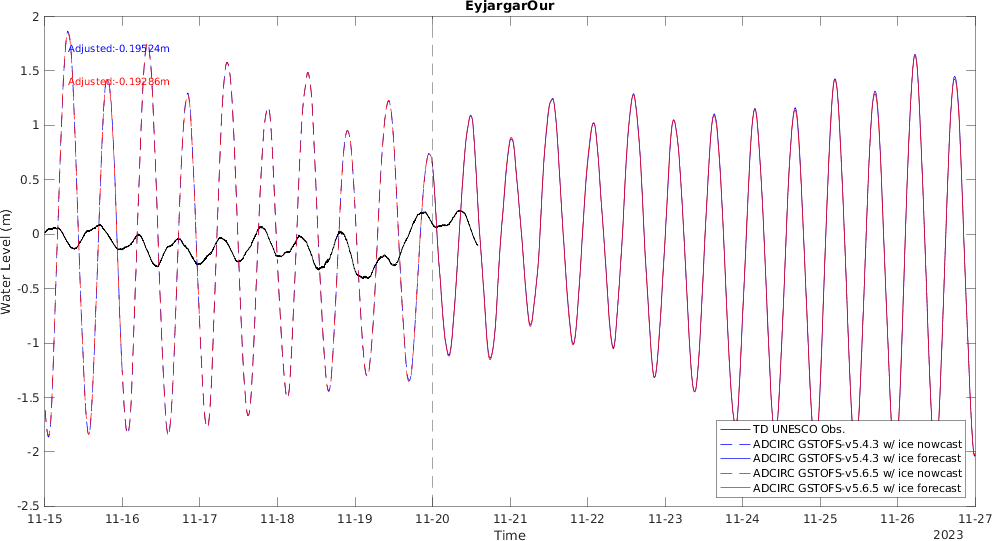 EyjargarOur
2
1.5
1
0.5
0
-0.5
-1
-1.5
-2
-2.5
Water Level (m)
Adjusted:-0.19524m
Adjusted:-0.19286m
TD UNESCO Obs.
ADCIRC GSTOFS-v5.4.3 w/ ice nowcast
ADCIRC GSTOFS-v5.4.3 w/ ice forecast
ADCIRC GSTOFS-v5.6.5 w/ ice nowcast
ADCIRC GSTOFS-v5.6.5 w/ ice forecast
11-15 11-16 11-17 11-18 11-19 11-20 11-21 11-22 11-23 11-24 11-25 11-26 11-27
Time
2023